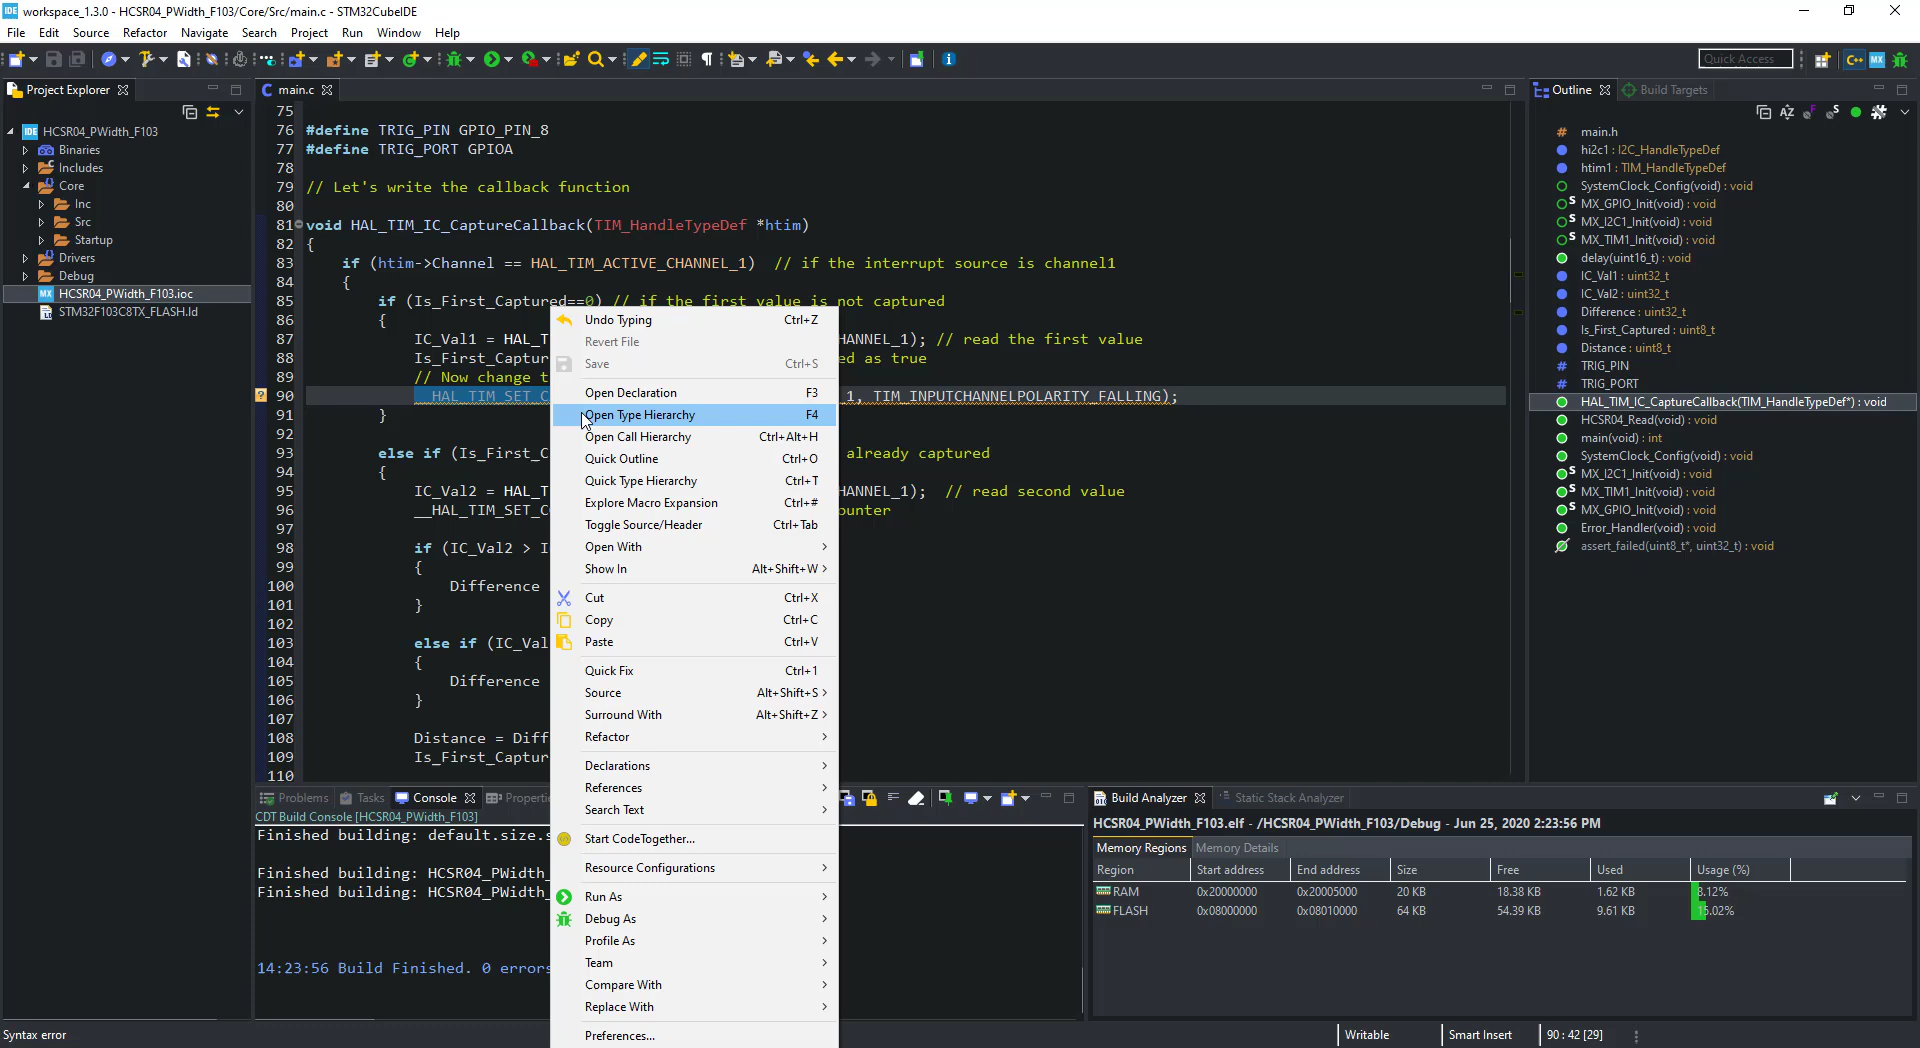 workspace_1.3.0 - HCSR04_PWidth_F103/Core/Src/main.c - STM32CubeIDE
File Edit Source Refactor Navigate Search Project Run Window Help
Quick Access
Project Explorer
HCSR04_PWidth_F103
Binaries
Includes
Core
Inc
Src
Startup
Drivers
Debug
HCSR04_PWidth_F103.ioc
STM32F103C8TX_FLASH.ld
main.c
75
76 #define TRIG_PIN GPIO_PIN_8
77 #define TRIG_PORT GPIOA
78
79 // Let's write the callback function
80
81 void HAL_TIM_IC_CaptureCallback(TIM_HandleTypeDef *htim)
82 {
83 if (htim->Channel == HAL_TIM_ACTIVE_CHANNEL_1) // if the interrupt source is channel1
84 {
85 if (Is_First_Captured==0) // if the first value is not captured
86 {
87 IC_Val1 = HAL_T HANNEL_1); // read the first value
88 Is_First_Captur ed as true
89 // Now change t
90 __HAL_TIM_SET_C _1, TIM_INPUTCHANNELPOLARITY_FALLING);
91 }
92
93 else if (Is_First_C already captured
94 {
95 IC_Val2 = HAL_T HANNEL_1); // read second value
96 __HAL_TIM_SET_CO unter
97
98 if (IC_Val2 > I
99 {
100 Difference
101 }
102
103 else if (IC_Val
104 {
105 Difference
106 }
107
108 Distance = Diff
109 Is_First_Captur
110
Undo Typing Ctrl+Z
Revert File
Save Ctrl+S
Open Declaration F3
Open Type Hierarchy F4
Open Call Hierarchy Ctrl+Alt+H
Quick Outline Ctrl+O
Quick Type Hierarchy Ctrl+T
Explore Macro Expansion Ctrl+#
Toggle Source/Header Ctrl+Tab
Open With
Show In Alt+Shift+W
Cut Ctrl+X
Copy Ctrl+C
Paste Ctrl+V
Quick Fix Ctrl+1
Source Alt+Shift+S
Surround With Alt+Shift+Z
Refactor
Declarations
References
Search Text
Start CodeTogether...
Resource Configurations
Run As
Debug As
Profile As
Team
Compare With
Replace With
Preferences...
Outline Build Targets
main.h
hi2c1 : I2C_HandleTypeDef
htim1 : TIM_HandleTypeDef
SystemClock_Config(void) : void
MX_GPIO_Init(void) : void
MX_I2C1_Init(void) : void
MX_TIM1_Init(void) : void
delay(uint16_t) : void
IC_Val1 : uint32_t
IC_Val2 : uint32_t
Difference : uint32_t
Is_First_Captured : uint8_t
Distance : uint8_t
TRIG_PIN
TRIG_PORT
HAL_TIM_IC_CaptureCallback(TIM_HandleTypeDef*) : void
HCSR04_Read(void) : void
main(void) : int
SystemClock_Config(void) : void
MX_I2C1_Init(void) : void
MX_TIM1_Init(void) : void
MX_GPIO_Init(void) : void
Error_Handler(void) : void
assert_failed(uint8_t*, uint32_t) : void
Problems Tasks Console Properti
CDT Build Console [HCSR04_PWidth_F103]
Finished building: default.size.s
Finished building: HCSR04_PWidth_
Finished building: HCSR04_PWidth_
14:23:56 Build Finished. 0 errors
Build Analyzer Static Stack Analyzer
HCSR04_PWidth_F103.elf - /HCSR04_PWidth_F103/Debug - Jun 25, 2020 2:23:56 PM
Memory Regions Memory Details
Region Start address End address Size Free Used Usage (%)
RAM 0x20000000 0x20005000 20 KB 18.38 KB 1.62 KB 8.12%
FLASH 0x08000000 0x08010000 64 KB 54.39 KB 9.61 KB 15.02%
Syntax error Writable Smart Insert 90 : 42 [29]